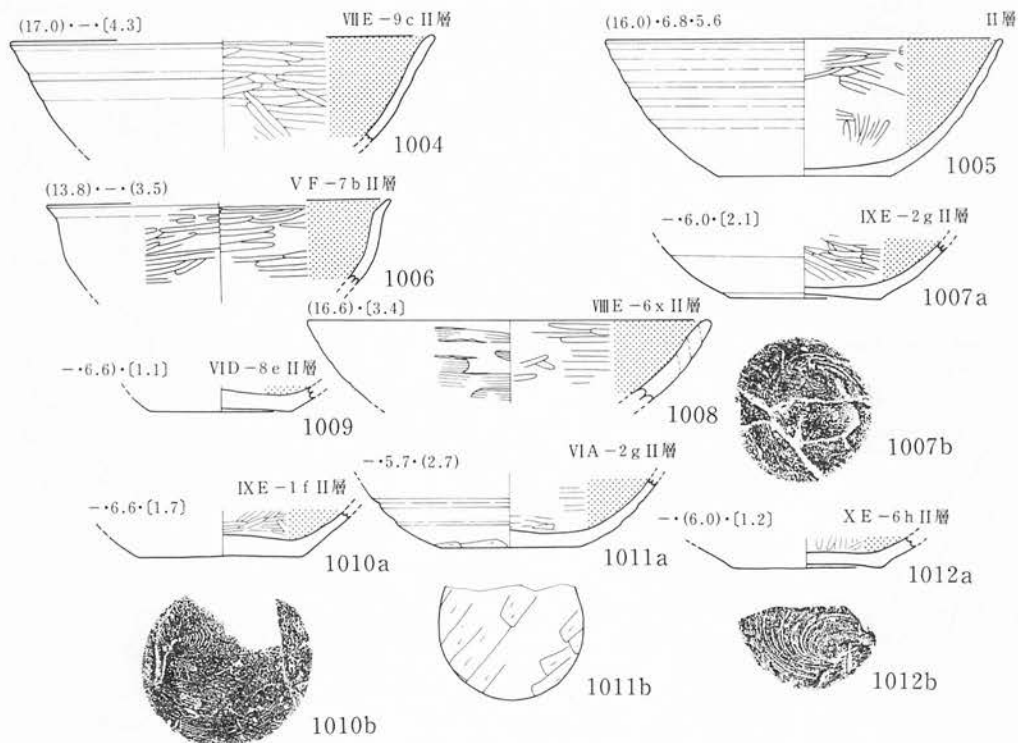 (17.0)・－・[4.3] ⅧE－9c Ⅱ層
1004
(16.0)・6.8・5.6 Ⅱ層
1005
(13.8)・－・(3.5) ⅤF－7b Ⅱ層
1006
－・6.0・[2.1] ⅨE－2g Ⅱ層
1007a
1007b
(16.6)・[3.4] ⅧE－6x Ⅱ層
1008
－・6.6)・[1.1] ⅥD－8e Ⅱ層
1009
－・6.6・[1.7] ⅨE－1f Ⅱ層
1010a
1010b
－・5.7・(2.7) ⅥA－2g Ⅱ層
1011a
1011b
－・(6.0)・[1.2] ⅩE－6h Ⅱ層
1012a
1012b